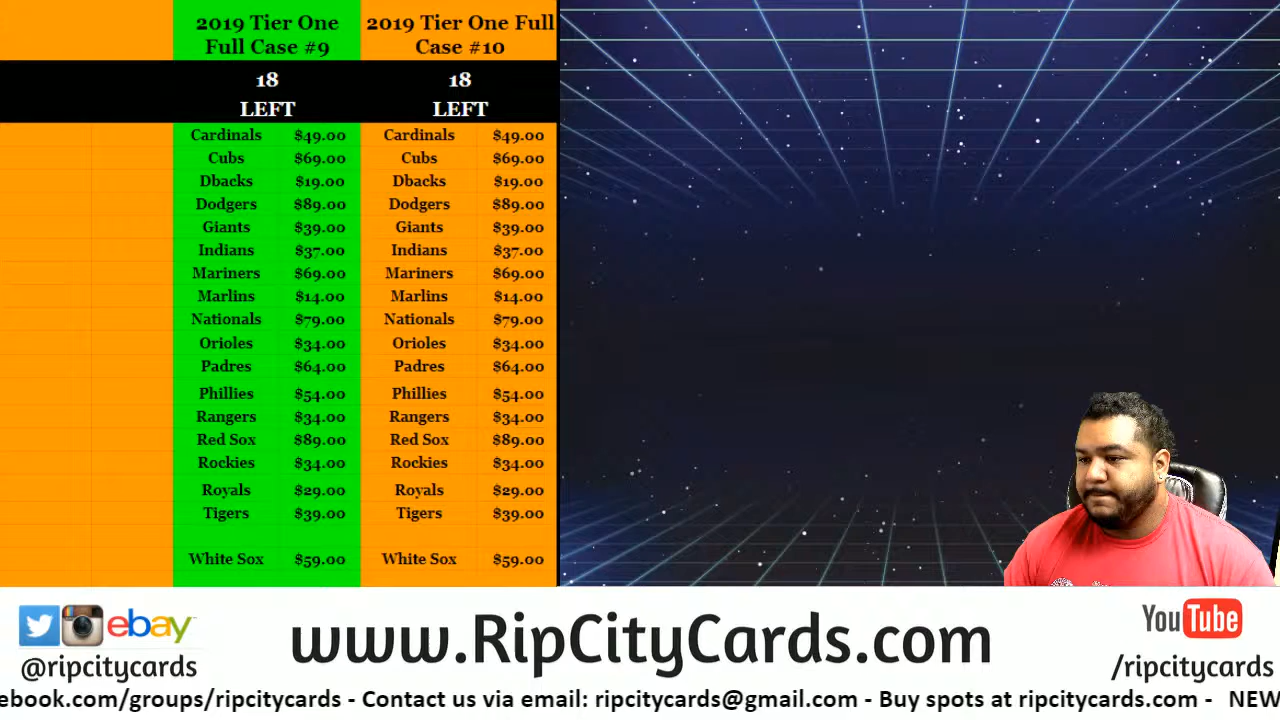 2019 Tier One
Full Case #9
2019 Tier One Full
Case #10
18
LEFT
18
LEFT
Cardinals $49.00 Cardinals $49.00
Cubs $69.00 Cubs $69.00
Dbacks $19.00 Dbacks $19.00
Dodgers $89.00 Dodgers $89.00
Giants $39.00 Giants $39.00
Indians $37.00 Indians $37.00
Mariners $69.00 Mariners $69.00
Marlins $14.00 Marlins $14.00
Nationals $79.00 Nationals $79.00
Orioles $34.00 Orioles $34.00
Padres $64.00 Padres $64.00
Phillies $54.00 Phillies $54.00
Rangers $34.00 Rangers $34.00
Red Sox $89.00 Red Sox $89.00
Rockies $34.00 Rockies $34.00
Royals $29.00 Royals $29.00
Tigers $39.00 Tigers $39.00
White Sox $59.00 White Sox $59.00
ebay
@ripcitycards
www.RipCityCards.com
YouTube
/ripcitycards
cebook.com/groups/ripcitycards - Contact us via email: ripcitycards@gmail.com - Buy spots at ripcitycards.com - NEW